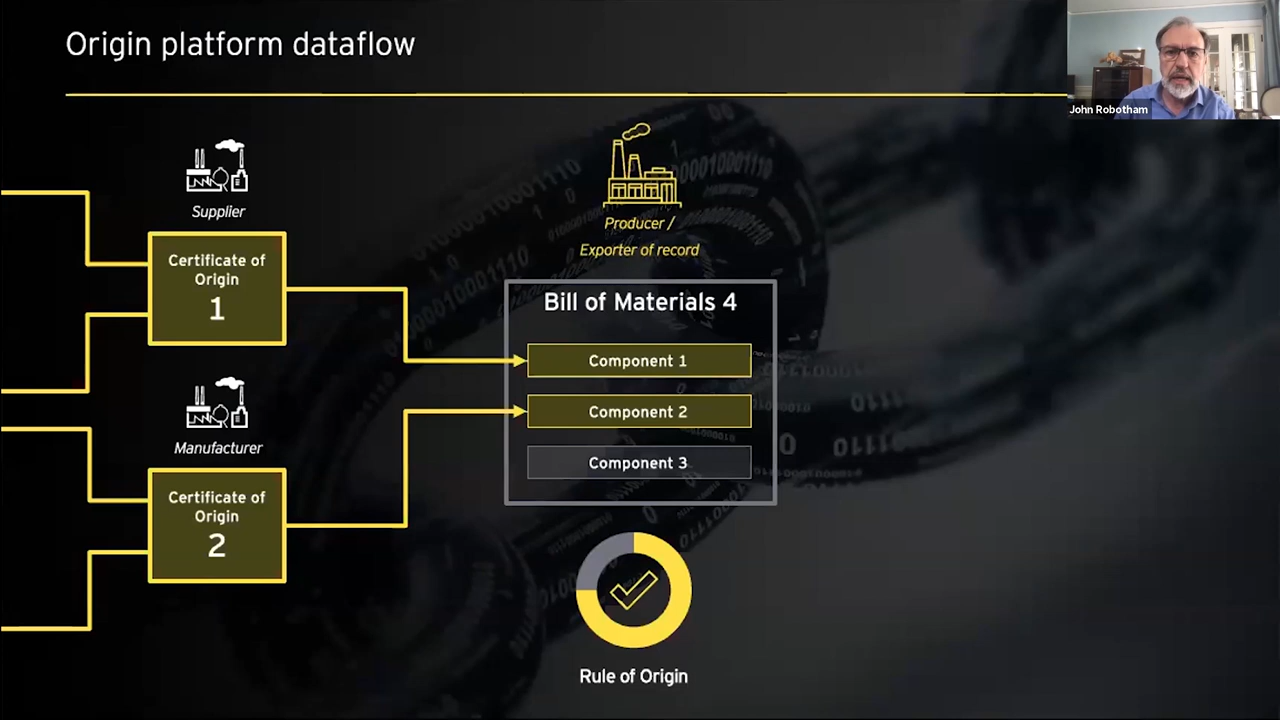 Origin platform dataflow
John Robotham
Supplier
Certificate of
Origin
1
Manufacturer
Certificate of
Origin
2
Producer /
Exporter of record
Bill of Materials 4
Component 1
Component 2
Component 3
Rule of Origin